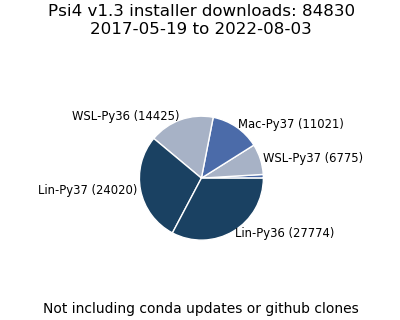 Psi4 v1.3 installer downloads: 84830
2017-05-19 to 2022-08-03
WSL-Py36 (14425)
Mac-Py37 (11021)
WSL-Py37 (6775)
Lin-Py37 (24020)
Lin-Py36 (27774)
Not including conda updates or github clones